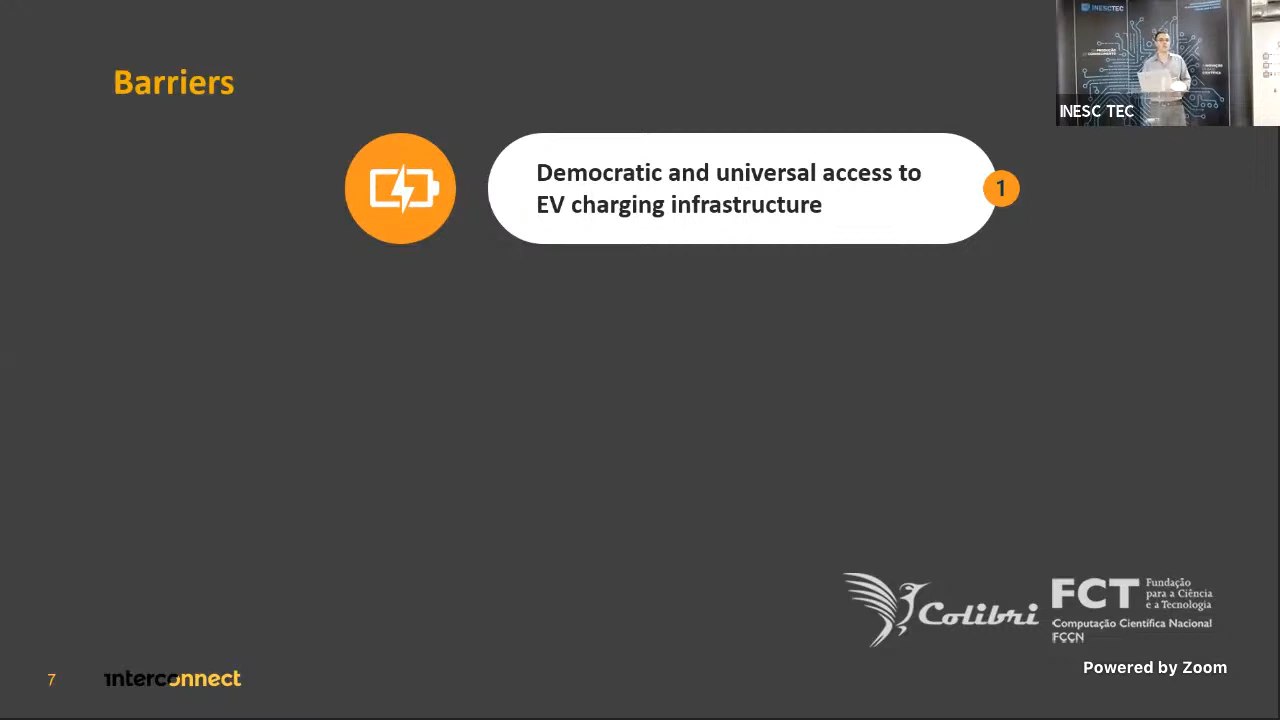 Barriers
INESCTEC
INESC TEC
Democratic and universal access to
EV charging infrastructure
1
Colibri
FCT
Fundação
para a Ciência
e a Tecnologia
Computação Científica Nacional
FCCN
Powered by Zoom
7
interconnect